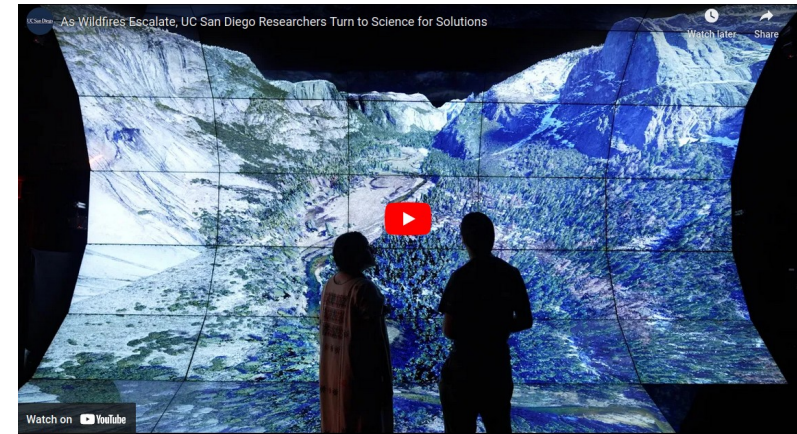 UC San Diego
As Wildfires Escalate, UC San Diego Researchers Turn to Science for Solutions
Watch later
Share
Watch on YouTube